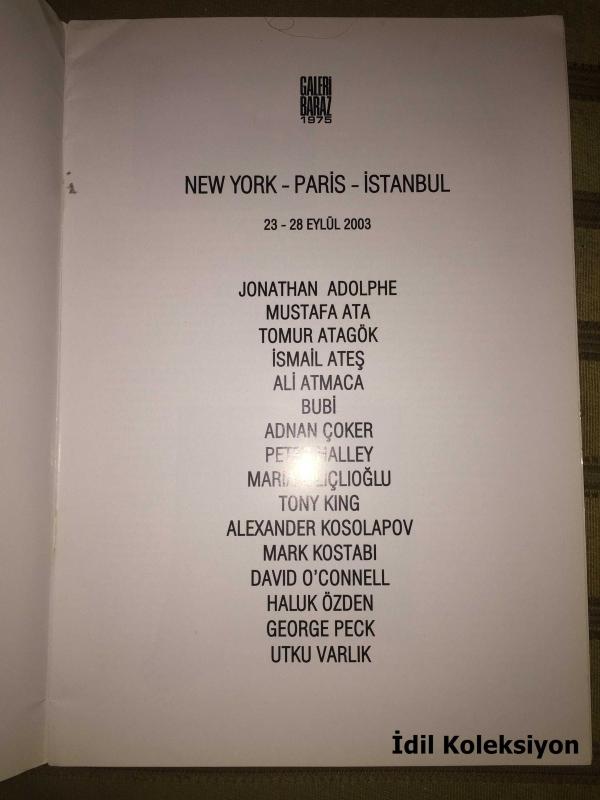 GALERİ
BARAZ
1975
NEW YORK - PARİS - İSTANBUL
23 - 28 EYLÜL 2003
JONATHAN ADOLPHE
MUSTAFA ATA
TOMUR ATAGÖK
İSMAİL ATEŞ
ALİ ATMACA
BUBİ
ADNAN ÇOKER
HALLEY
TONY KING
ALEXANDER KOSOLAPOV
MARK KOSTABI
DAVID O'CONNELL
HALUK ÖZDEN
GEORGE PECK
UTKU VARLIK
İdil Koleksiyon